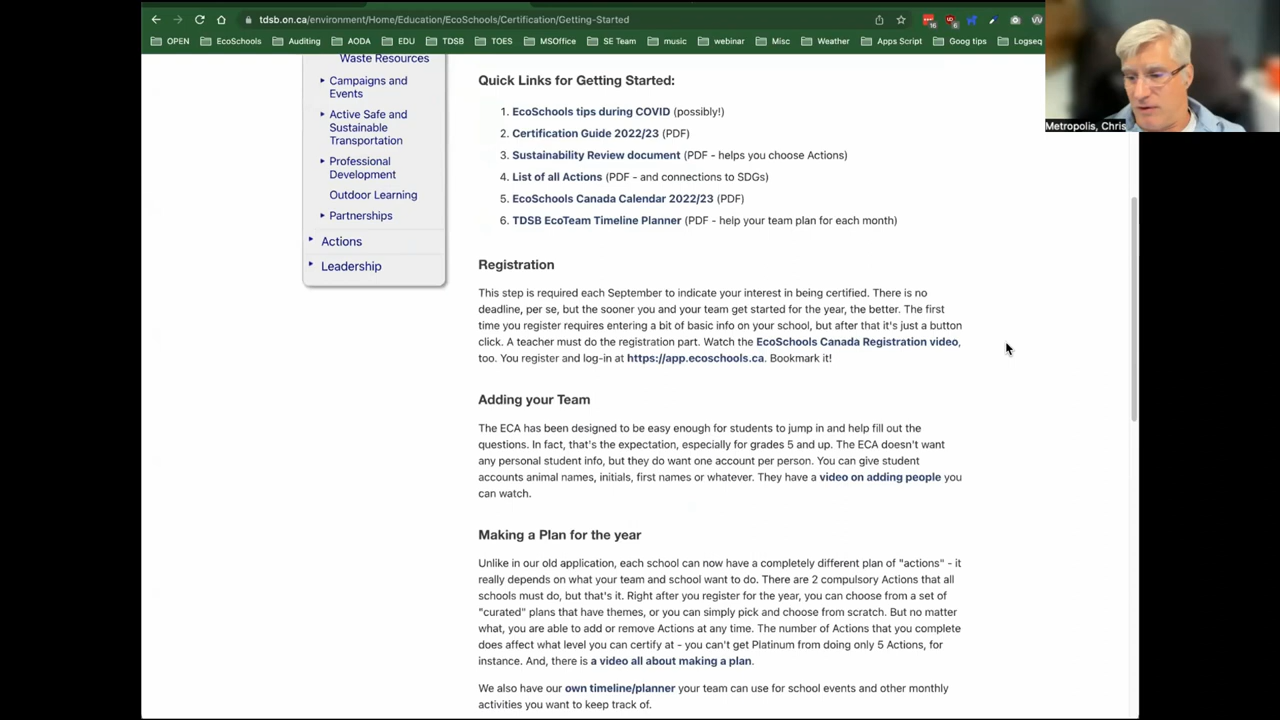 tdsb.on.ca/environment/Home/Education/EcoSchools/Certification/Getting-Started
OPEN EcoSchools Auditing AODA EDU TDSB TOES MSOffice SE Team music webinar Misc Weather Apps Script Goog tips Logseq
Waste Resources
Campaigns and
Events
Active Safe and
Sustainable
Transportation
Professional
Development
Outdoor Learning
Partnerships
Actions
Leadership
Quick Links for Getting Started:
1. EcoSchools tips during COVID (possibly!)
2. Certification Guide 2022/23 (PDF)
3. Sustainability Review document (PDF - helps you choose Actions)
4. List of all Actions (PDF - and connections to SDGs)
5. EcoSchools Canada Calendar 2022/23 (PDF)
6. TDSB EcoTeam Timeline Planner (PDF - help your team plan for each month)
Registration
This step is required each September to indicate your interest in being certified. There is no
deadline, per se, but the sooner you and your team get started for the year, the better. The first
time you register requires entering a bit of basic info on your school, but after that it's just a button
click. A teacher must do the registration part. Watch the EcoSchools Canada Registration video,
too. You register and log-in at https://app.ecoschools.ca. Bookmark it!
Adding your Team
The ECA has been designed to be easy enough for students to jump in and help fill out the
questions. In fact, that's the expectation, especially for grades 5 and up. The ECA doesn't want
any personal student info, but they do want one account per person. You can give student
accounts animal names, initials, first names or whatever. They have a video on adding people you
can watch.
Making a Plan for the year
Unlike in our old application, each school can now have a completely different plan of "actions" - it
really depends on what your team and school want to do. There are 2 compulsory Actions that all
schools must do, but that's it. Right after you register for the year, you can choose from a set of
"curated" plans that have themes, or you can simply pick and choose from scratch. But no matter
what, you are able to add or remove Actions at any time. The number of Actions that you complete
does affect what level you can certify at - you can't get Platinum from doing only 5 Actions, for
instance. And, there is a video all about making a plan.
We also have our own timeline/planner your team can use for school events and other monthly
activities you want to keep track of.
Metropolis, Chris